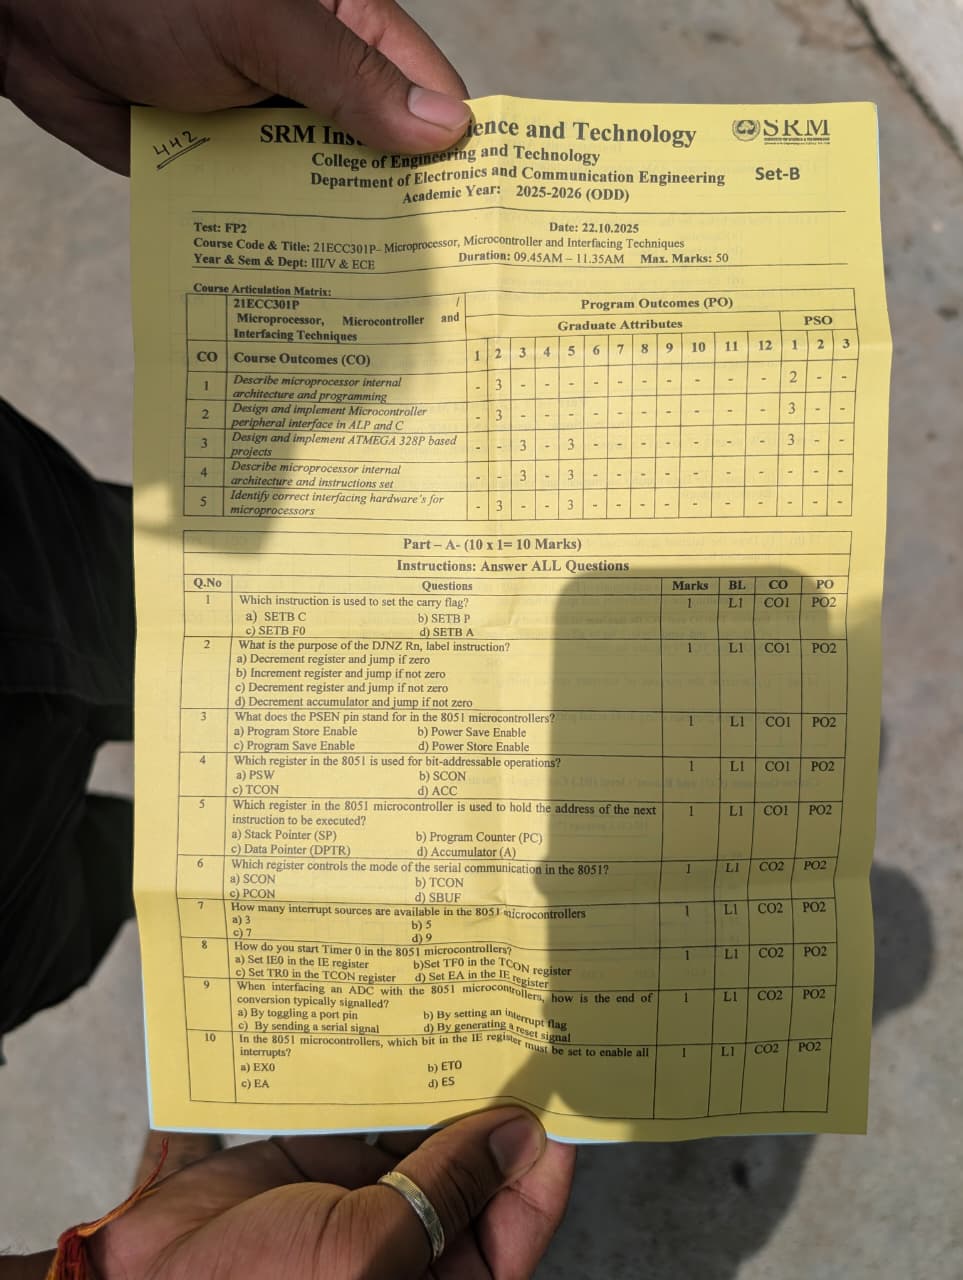 442
SRM Ins ience and Technology
SRM
College of Engineering and Technology
Department of Electronics and Communication Engineering
Set-B
Academic Year: 2025-2026 (ODD)
Test: FP2 Date: 22.10.2025
Course Code & Title: 21ECC301P– Microprocessor, Microcontroller and Interfacing Techniques
Year & Sem & Dept: III/V & ECE Duration: 09.45AM – 11.35AM Max. Marks: 50
Course Articulation Matrix:
21ECC301P /
Microprocessor, Microcontroller and
Interfacing Techniques
Program Outcomes (PO)
Graduate Attributes PSO
CO Course Outcomes (CO) 1 2 3 4 5 6 7 8 9 10 11 12 1 2 3
1 Describe microprocessor internal architecture and programming - 3 - - - - - - - - - - 2 - -
2 Design and implement Microcontroller peripheral interface in ALP and C - 3 - - - - - - - - - - 3 - -
3 Design and implement ATMEGA 328P based projects - - 3 - 3 - - - - - - - 3 - -
4 Describe microprocessor internal architecture and instructions set - - 3 - 3 - - - - - - - - - -
5 Identify correct interfacing hardware's for microprocessors - 3 - - 3 - - - - - - - - - -
Part – A- (10 x 1= 10 Marks)
Instructions: Answer ALL Questions
Q.No Questions Marks BL CO PO
1 Which instruction is used to set the carry flag? 1 L1 CO1 PO2
a) SETB C b) SETB P
c) SETB F0 d) SETB A
2 What is the purpose of the DJNZ Rn, label instruction? 1 L1 CO1 PO2
a) Decrement register and jump if zero
b) Increment register and jump if not zero
c) Decrement register and jump if not zero
d) Decrement accumulator and jump if not zero
3 What does the PSEN pin stand for in the 8051 microcontrollers? 1 L1 CO1 PO2
a) Program Store Enable b) Power Save Enable
c) Program Save Enable d) Power Store Enable
4 Which register in the 8051 is used for bit-addressable operations? 1 L1 CO1 PO2
a) PSW b) SCON
c) TCON d) ACC
5 Which register in the 8051 microcontroller is used to hold the address of the next 1 L1 CO1 PO2
instruction to be executed?
a) Stack Pointer (SP) b) Program Counter (PC)
c) Data Pointer (DPTR) d) Accumulator (A)
6 Which register controls the mode of the serial communication in the 8051? 1 L1 CO2 PO2
a) SCON b) TCON
c) PCON d) SBUF
7 How many interrupt sources are available in the 8051 microcontrollers 1 L1 CO2 PO2
a) 3 b) 5
c) 7 d) 9
8 How do you start Timer 0 in the 8051 microcontrollers? 1 L1 CO2 PO2
a) Set IE0 in the IE register b)Set TF0 in the TCON register
c) Set TR0 in the TCON register d) Set EA in the IE register
9 When interfacing an ADC with the 8051 microcontrollers, how is the end of 1 L1 CO2 PO2
conversion typically signalled?
a) By toggling a port pin b) By setting an interrupt flag
c) By sending a serial signal d) By generating a reset signal
10 In the 8051 microcontrollers, which bit in the IE register must be set to enable all 1 L1 CO2 PO2
interrupts?
a) EX0 b) ETO
c) EA d) ES